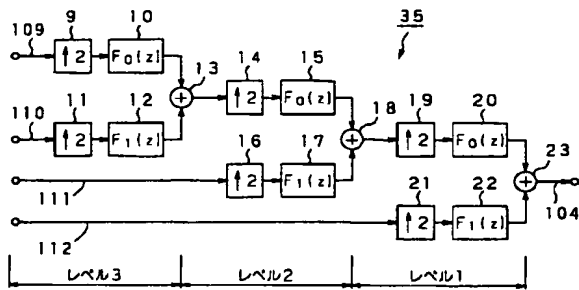 35
9 10
109 ↑2 F₀(z) 13 14 15
11 12 ↑2 F₀(z) 18 19 20
110 ↑2 F₁(z) 16 17 ↑2 F₀(z) 23
111 ↑2 F₁(z) 21 22 104
112 ↑2 F₁(z)
レベル3 レベル2 レベル1